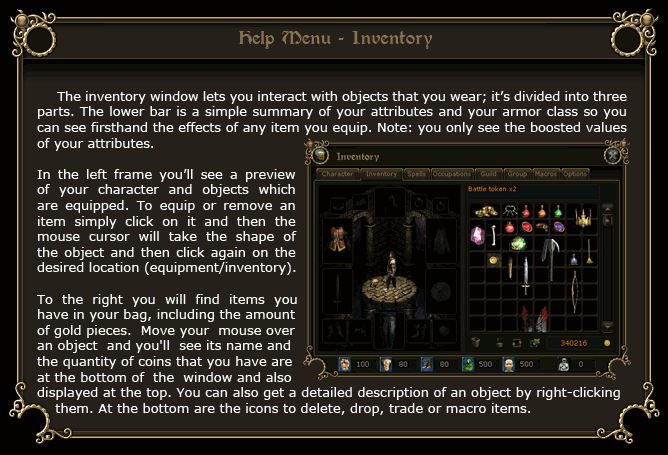 Help Menu - Inventory
The inventory window lets you interact with objects that you wear; it's divided into three
parts. The lower bar is a simple summary of your attributes and your armor class so you
can see firsthand the effects of any item you equip. Note: you only see the boosted values
of your attributes.
In the left frame you'll see a preview
of your character and objects which
are equipped. To equip or remove an
item simply click on it and then the
mouse cursor will take the shape of
the object and then click again on the
desired location (equipment/inventory).
To the right you will find items you
have in your bag, including the amount
of gold pieces. Move your mouse over
an object and you'll see its name and
the quantity of coins that you have are
at the bottom of the window and also
displayed at the top. You can also get a detailed description of an object by right-clicking
them. At the bottom are the icons to delete, drop, trade or macro items.
Inventory
Character Inventory Spells Occupations Guild Group Macros Options
Battle token x2
340216
100 80 80 500 500 0